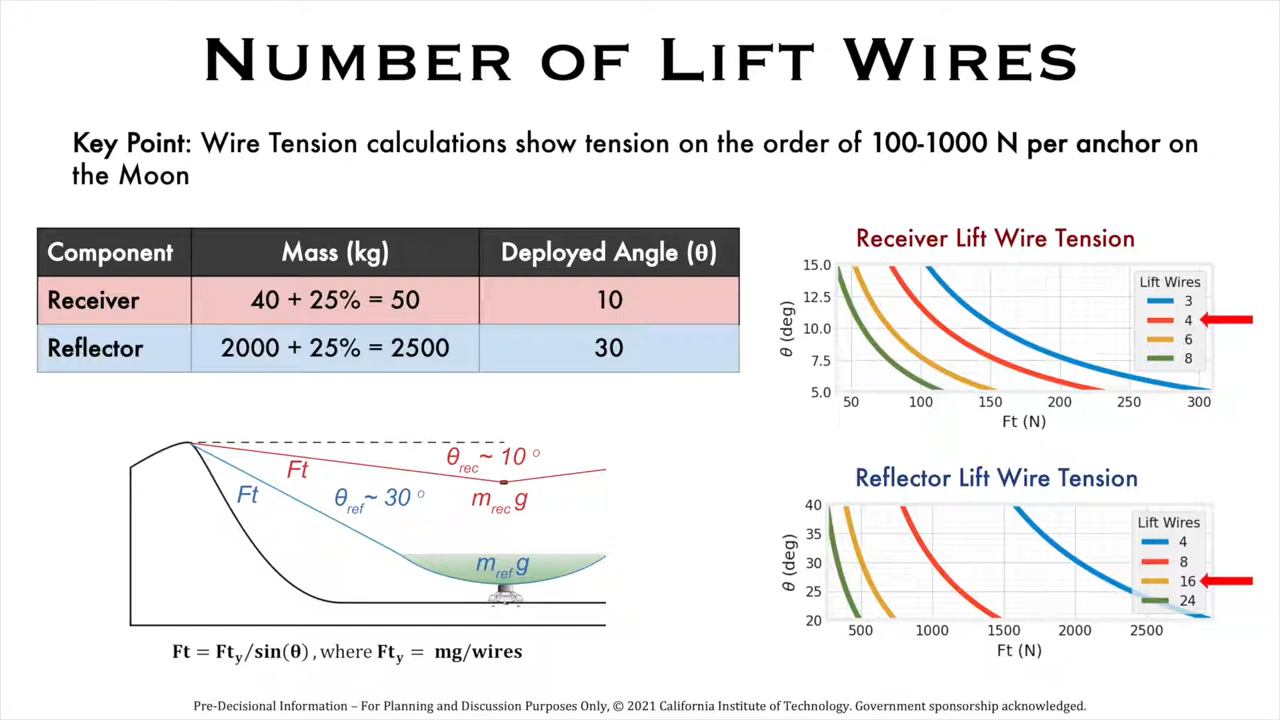 NUMBER OF LIFT WIRES
Key Point: Wire Tension calculations show tension on the order of 100-1000 N per anchor on
the Moon
Component Mass (kg) Deployed Angle (θ)
Receiver 40 + 25% = 50 10
Reflector 2000 + 25% = 2500 30
Receiver Lift Wire Tension
15.0
12.5
10.0
7.5
5.0
θ (deg)
50 100 150 200 250 300
Ft (N)
Lift Wires
3
4
6
8
Ft
Ft
θrec ~ 10 °
θref ~ 30 °
mrec g
mref g
Ft = Fty/sin(θ) , where Fty = mg/wires
Reflector Lift Wire Tension
40
35
30
25
20
θ (deg)
500 1000 1500 2000 2500
Ft (N)
Lift Wires
4
8
16
24
Pre-Decisional Information – For Planning and Discussion Purposes Only, © 2021 California Institute of Technology. Government sponsorship acknowledged.